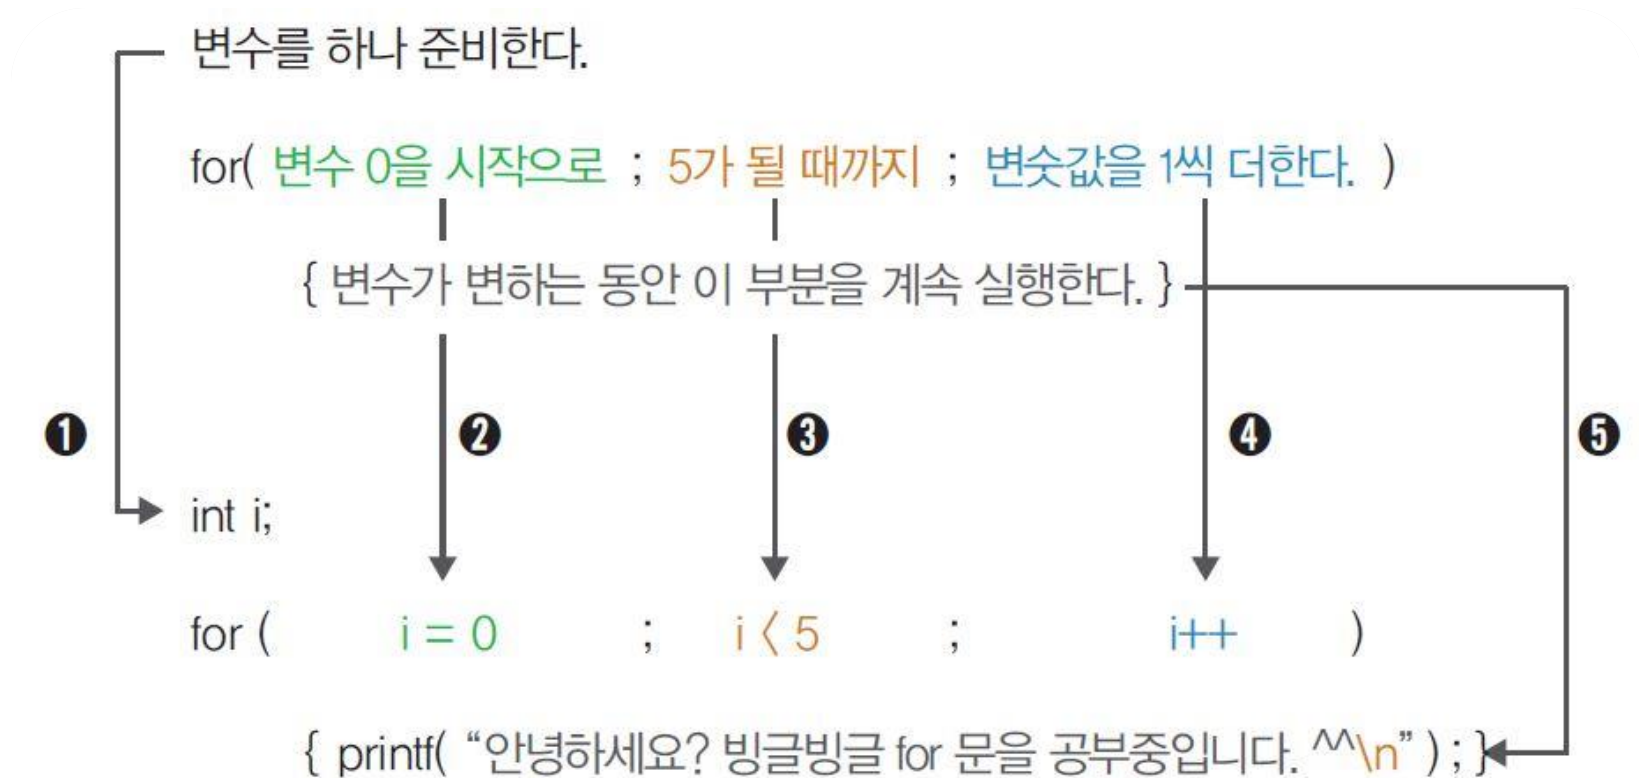 변수를 하나 준비한다.
for( 변수 0을 시작으로 ; 5가 될 때까지 ; 변숫값을 1씩 더한다. )
{ 변수가 변하는 동안 이 부분을 계속 실행한다. }
❶ ❷ ❸ ❹ ❺
int i;
for ( i = 0 ; i < 5 ; i++ )
{ printf( “안녕하세요? 빙글빙글 for 문을 공부중입니다. ^^\n” ) ; }